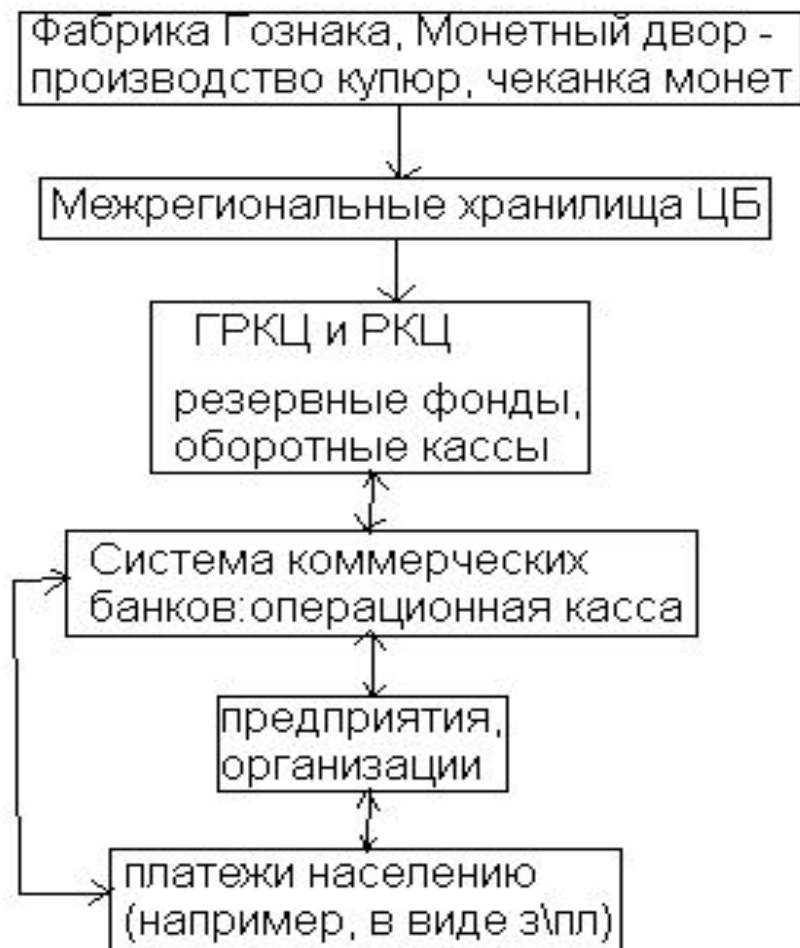 Фабрика Гознака, Монетный двор -
производство купюр, чеканка монет
Межрегиональные хранилища ЦБ
ГРКЦ и РКЦ
резервные фонды,
оборотные кассы
Система коммерческих
банков:операционная касса
предприятия,
организации
платежи населению
(например, в виде з\пл)